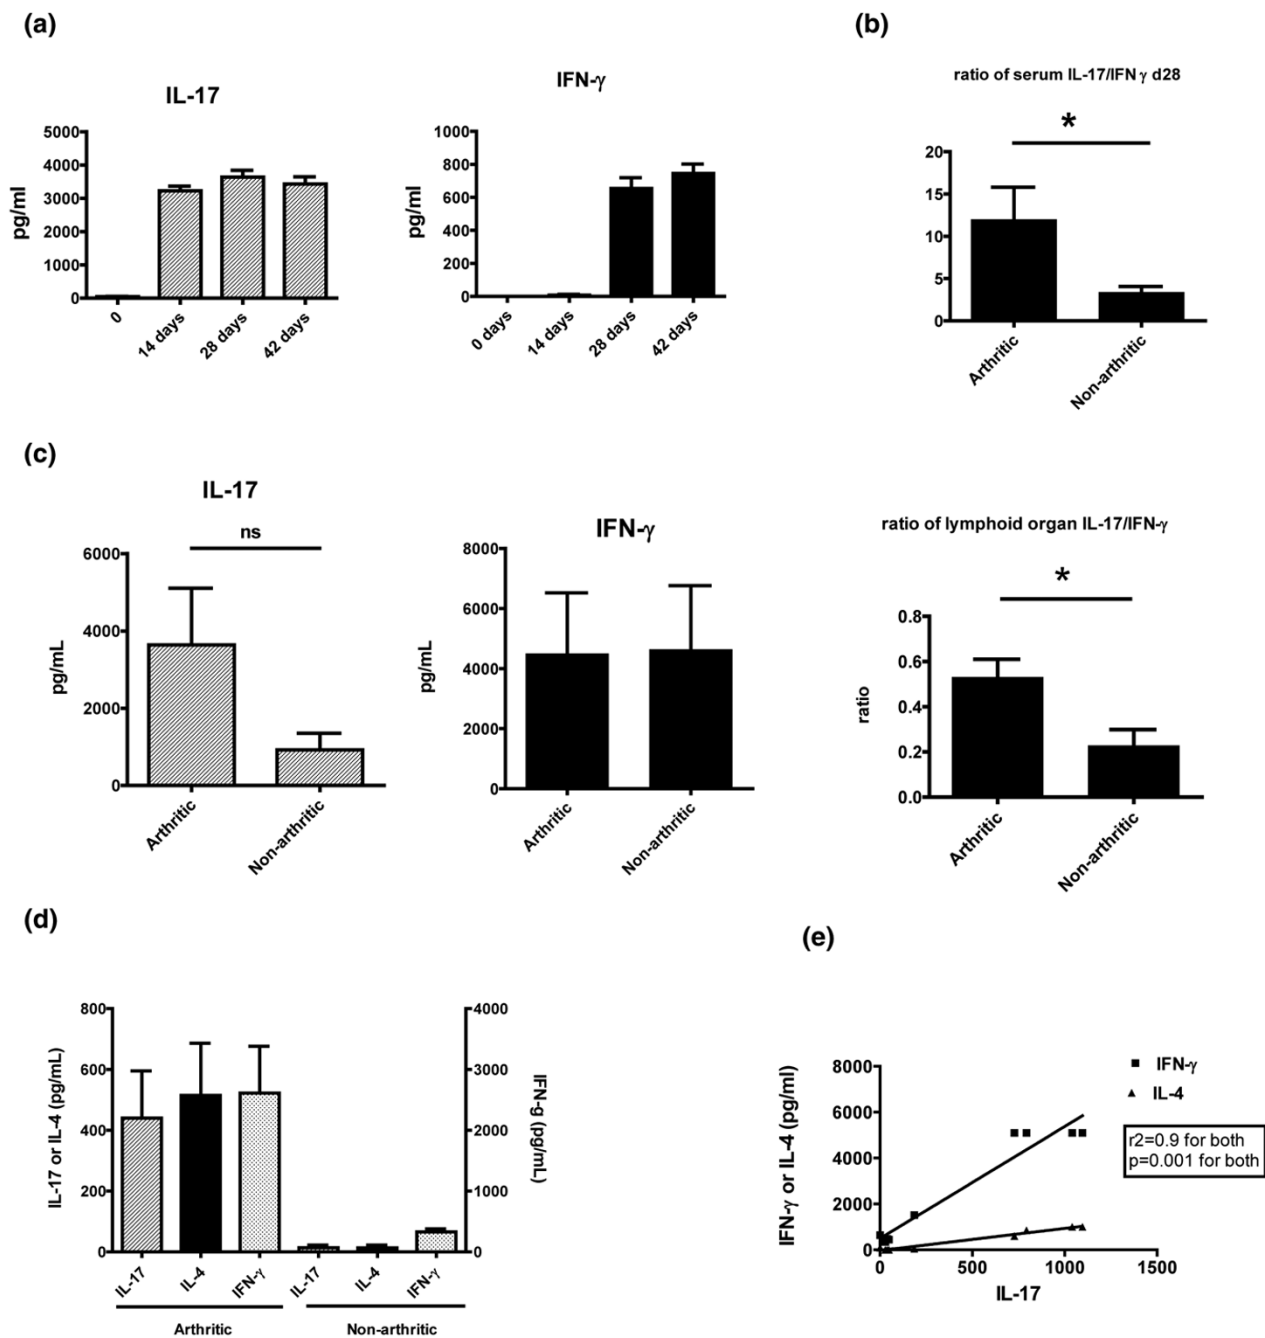 (a)
IL-17
pg/ml
5000
4000
3000
2000
1000
0
0
14 days
28 days
42 days
IFN-γ
pg/ml
1000
800
600
400
200
0
0 days
14 days
28 days
42 days
(b)
ratio of serum IL-17/IFN γ d28
*
20
15
10
5
0
Arthritic
Non-arthritic
(c)
IL-17
ns
pg/mL
6000
4000
2000
0
Arthritic
Non-arthritic
IFN-γ
pg/mL
8000
6000
4000
2000
0
Arthritic
Non-arthritic
ratio of lymphoid organ IL-17/IFN-γ
*
ratio
0.8
0.6
0.4
0.2
0.0
Arthritic
Non-arthritic
(d)
IL-17 or IL-4 (pg/mL)
800
600
400
200
0
IFN-g (pg/mL)
4000
3000
2000
1000
0
IL-17
IL-4
IFN-γ
IL-17
IL-4
IFN-γ
Arthritic
Non-arthritic
(e)
IFN-γ or IL-4 (pg/ml)
8000
6000
4000
2000
0
0
500
1000
1500
IL-17
IFN-γ
IL-4
r2=0.9 for both
p=0.001 for both